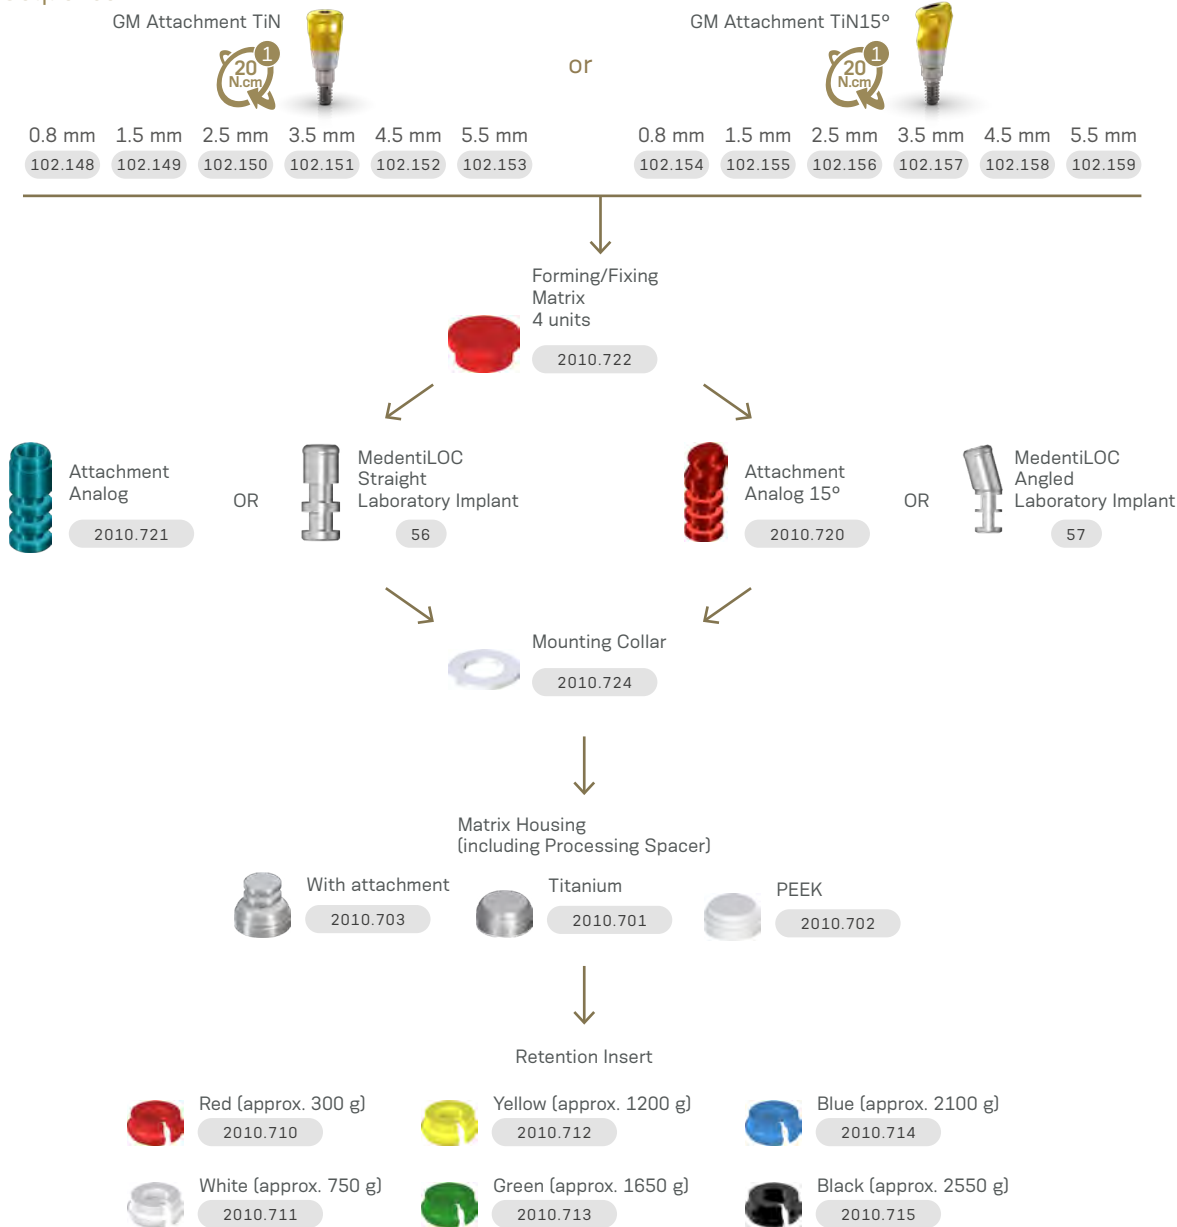 GM Attachment TiN
20
N.cm
1
or
GM Attachment TiN15°
20
N.cm
1
0.8 mm 1.5 mm 2.5 mm 3.5 mm 4.5 mm 5.5 mm
102.148 102.149 102.150 102.151 102.152 102.153
0.8 mm 1.5 mm 2.5 mm 3.5 mm 4.5 mm 5.5 mm
102.154 102.155 102.156 102.157 102.158 102.159
Forming/Fixing
Matrix
4 units
2010.722
Attachment
Analog
2010.721
OR
MedentiLOC
Straight
Laboratory Implant
56
Attachment
Analog 15°
2010.720
OR
MedentiLOC
Angled
Laboratory Implant
57
Mounting Collar
2010.724
Matrix Housing
(including Processing Spacer)
With attachment
2010.703
Titanium
2010.701
PEEK
2010.702
Retention Insert
Red (approx. 300 g)
2010.710
Yellow (approx. 1200 g)
2010.712
Blue (approx. 2100 g)
2010.714
White (approx. 750 g)
2010.711
Green (approx. 1650 g)
2010.713
Black (approx. 2550 g)
2010.715